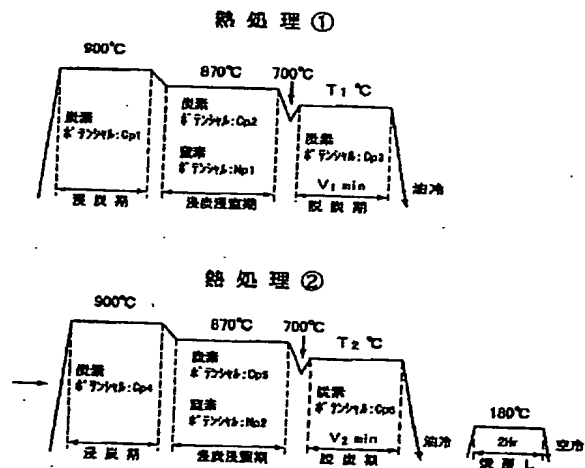 熱処理①
900℃
870℃
700℃
T₁ ℃
炭素
ポテンシャル:Cp1
炭素
ポテンシャル:Cp2
窒素
ポテンシャル:Np1
炭素
ポテンシャル:Cp3
V₁ min
浸炭期
浸炭浸窒期
脱炭期
油冷
熱処理②
900℃
870℃
700℃
T₂ ℃
炭素
ポテンシャル:Cp4
炭素
ポテンシャル:Cp5
窒素
ポテンシャル:Np2
炭素
ポテンシャル:Cp6
V₂ min
浸炭期
浸炭浸窒期
脱炭期
油冷
180℃
2Hr
焼戻し
空冷